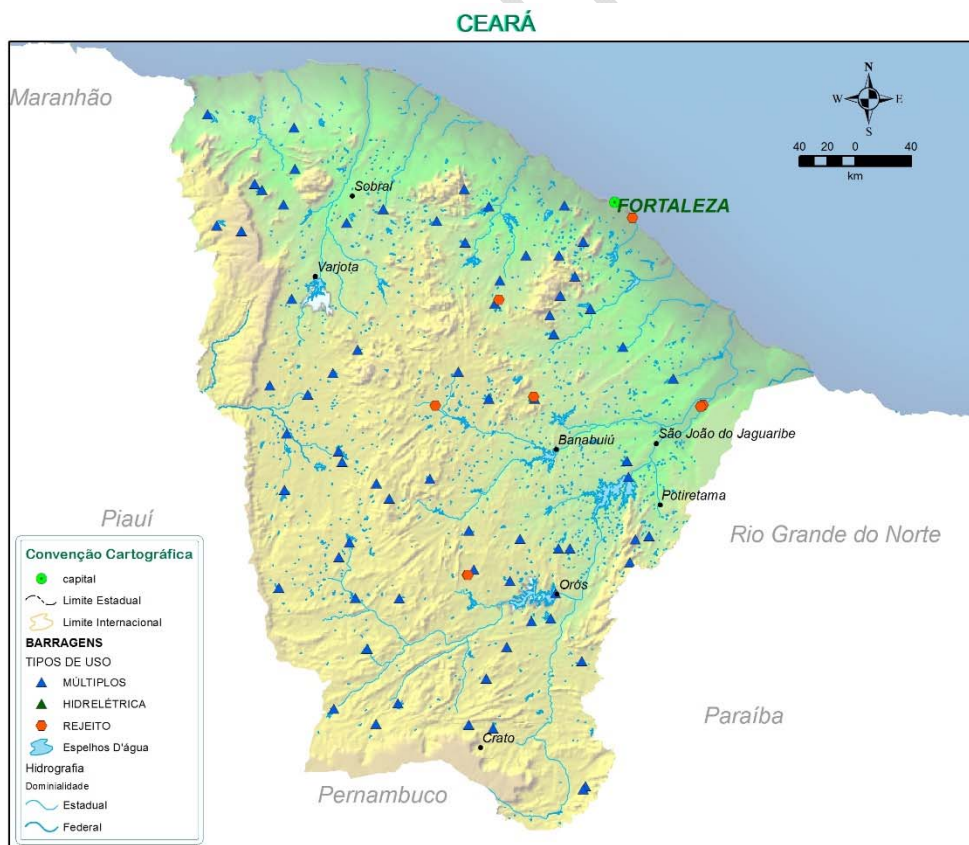 CEARÁ
Maranhão
N
W
E
S
40 20 0 40
km
Sobral
FORTALEZA
Varjota
Banabuiú
São João do Jaguaribe
Potiretama
Piauí
Rio Grande do Norte
Orós
Paraíba
Crato
Pernambuco
Convenção Cartográfica
capital
Limite Estadual
Limite Internacional
BARRAGENS
TIPOS DE USO
MÚLTIPLOS
HIDRELÉTRICA
REJEITO
Espelhos D'água
Hidrografia
Dominialidade
Estadual
Federal